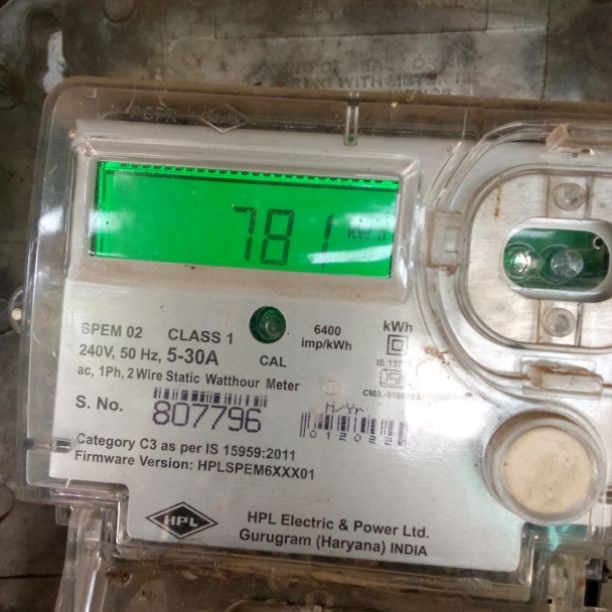 781 kWh
SPEM 02 CLASS 1
240V, 50 Hz, 5-30A
ac, 1Ph, 2 Wire Static Watthour Meter
CAL
6400
imp/kWh
kWh
S. No. 807796
M/Yr
Category C3 as per IS 15959:2011
Firmware Version: HPLSPEM6XXX01
HPL
HPL Electric & Power Ltd.
Gurugram (Haryana) INDIA